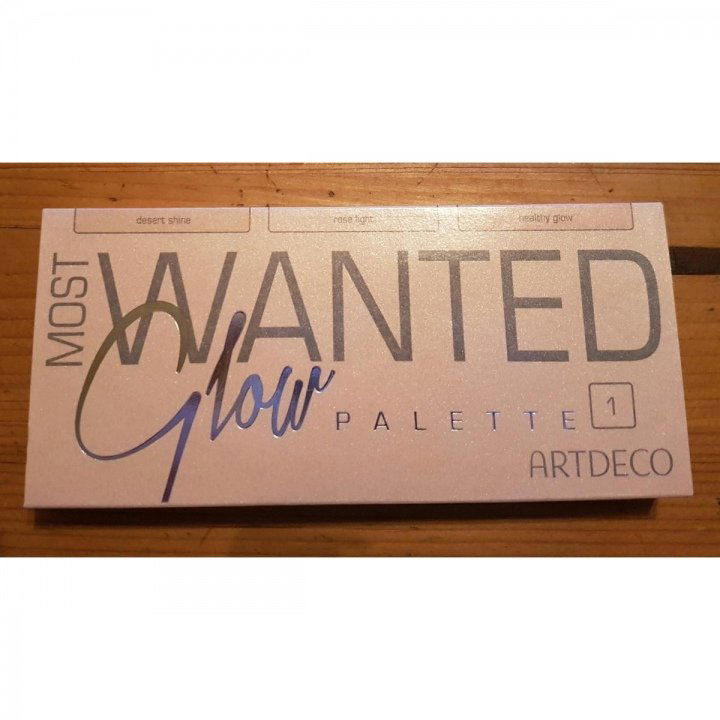 desert shine
rose light
healthy glow
MOST
WANTED
Glow
PALETTE
1
ARTDECO